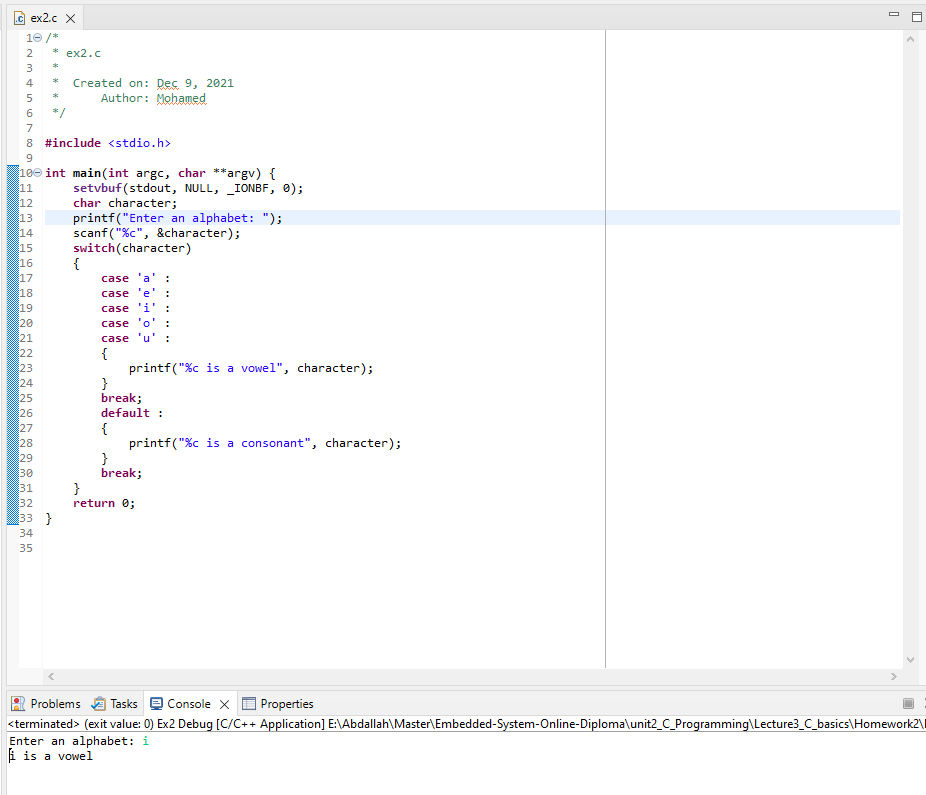 ex2.c
1 /*
2  * ex2.c
3  *
4  *  Created on: Dec 9, 2021
5  *      Author: Mohamed
6  */
7
8 #include <stdio.h>
9
10 int main(int argc, char **argv) {
11     setvbuf(stdout, NULL, _IONBF, 0);
12     char character;
13     printf("Enter an alphabet: ");
14     scanf("%c", &character);
15     switch(character)
16     {
17         case 'a' :
18         case 'e' :
19         case 'i' :
20         case 'o' :
21         case 'u' :
22         {
23             printf("%c is a vowel", character);
24         }
25         break;
26         default :
27         {
28             printf("%c is a consonant", character);
29         }
30         break;
31     }
32     return 0;
33 }
34
35
Problems Tasks Console Properties
<terminated> (exit value: 0) Ex2 Debug [C/C++ Application] E:\Abdallah\Master\Embedded-System-Online-Diploma\unit2_C_Programming\Lecture3_C_basics\Homework2\
Enter an alphabet: i
i is a vowel